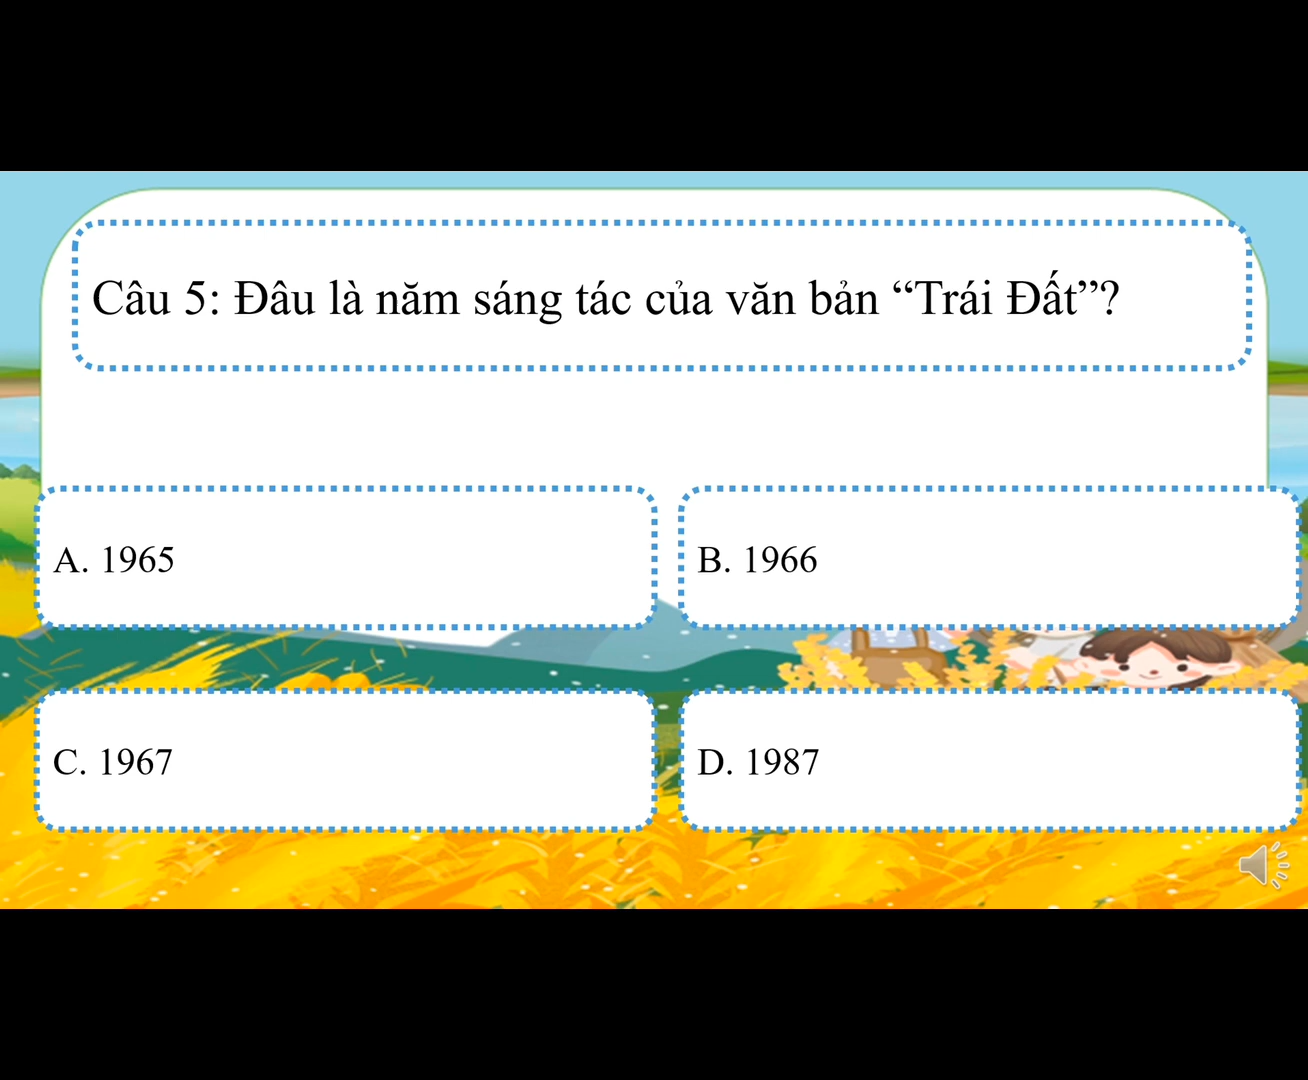 Câu 5: Đâu là năm sáng tác của văn bản “Trái Đất”?
A. 1965
B. 1966
C. 1967
D. 1987